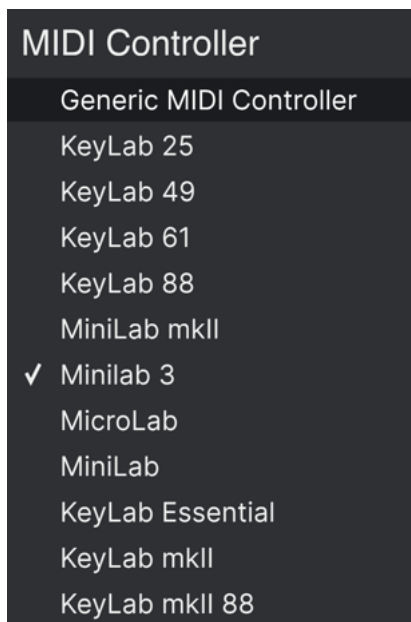 MIDI Controller
Generic MIDI Controller
KeyLab 25
KeyLab 49
KeyLab 61
KeyLab 88
MiniLab mkII
✓ Minilab 3
MicroLab
MiniLab
KeyLab Essential
KeyLab mkII
KeyLab mkII 88